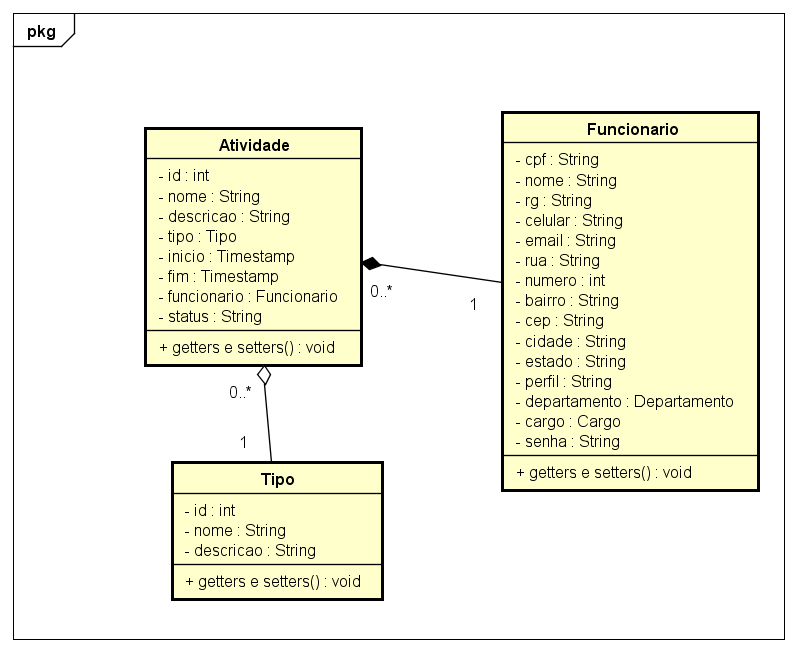 pkg
Atividade
- id : int
- nome : String
- descricao : String
- tipo : Tipo
- inicio : Timestamp
- fim : Timestamp
- funcionario : Funcionario
- status : String
+ getters e setters() : void
Funcionario
- cpf : String
- nome : String
- rg : String
- celular : String
- email : String
- rua : String
- numero : int
- bairro : String
- cep : String
- cidade : String
- estado : String
- perfil : String
- departamento : Departamento
- cargo : Cargo
- senha : String
+ getters e setters() : void
0..*
1
0..*
1
Tipo
- id : int
- nome : String
- descricao : String
+ getters e setters() : void